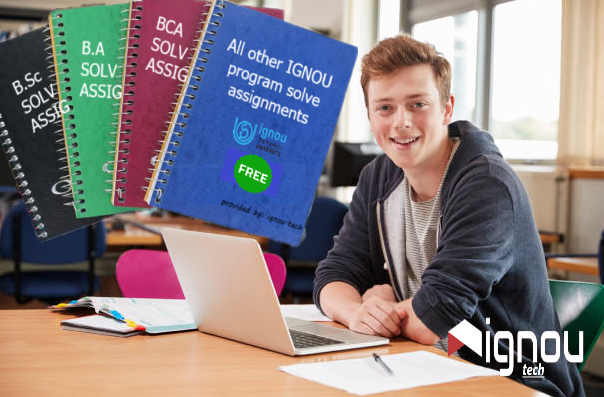 B.Sc
SOLV
ASSIG
B.A
SOLV
ASSIG
BCA
SOLV
ASSIG
All other IGNOU
program solve
assignments
ignou
UNIVERSITY
FREE
provided by: ignou-tech
ignou
tech